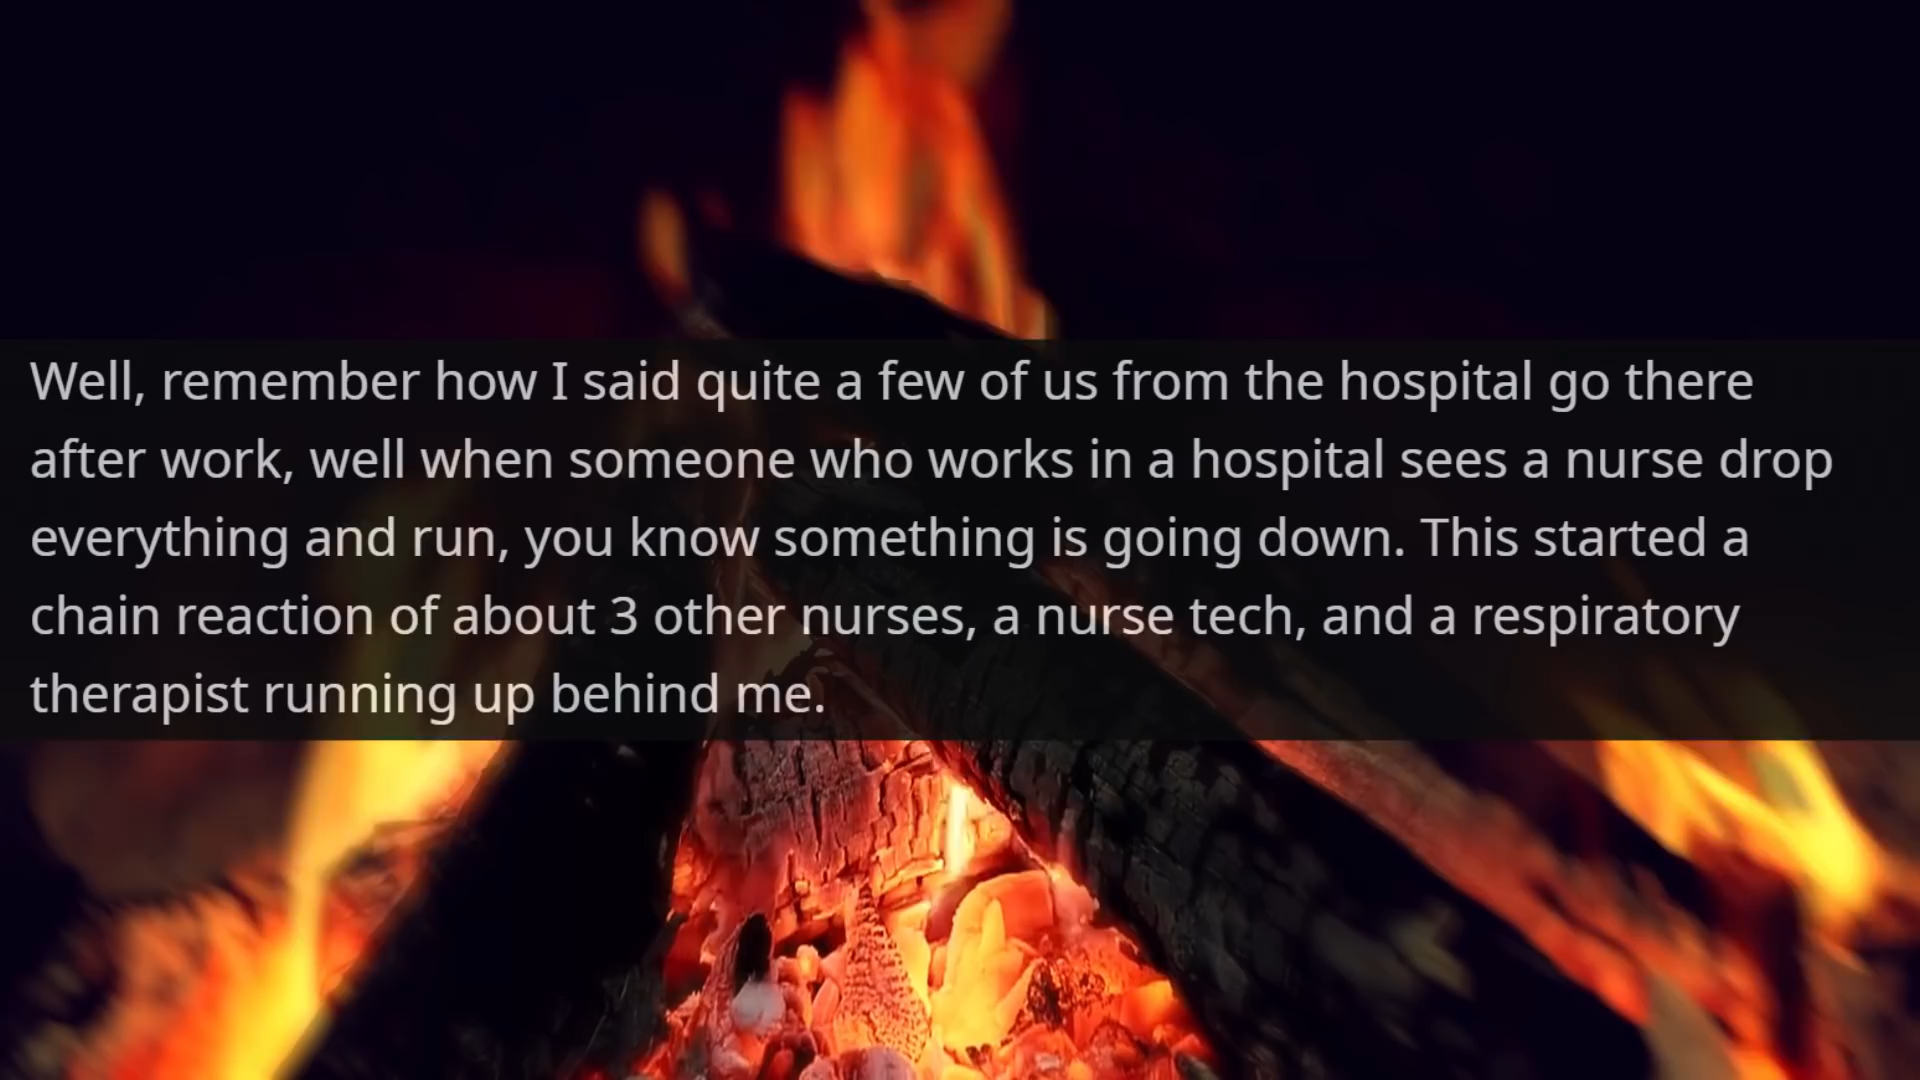 Well, remember how I said quite a few of us from the hospital go there
after work, well when someone who works in a hospital sees a nurse drop
everything and run, you know something is going down. This started a
chain reaction of about 3 other nurses, a nurse tech, and a respiratory
therapist running up behind me.